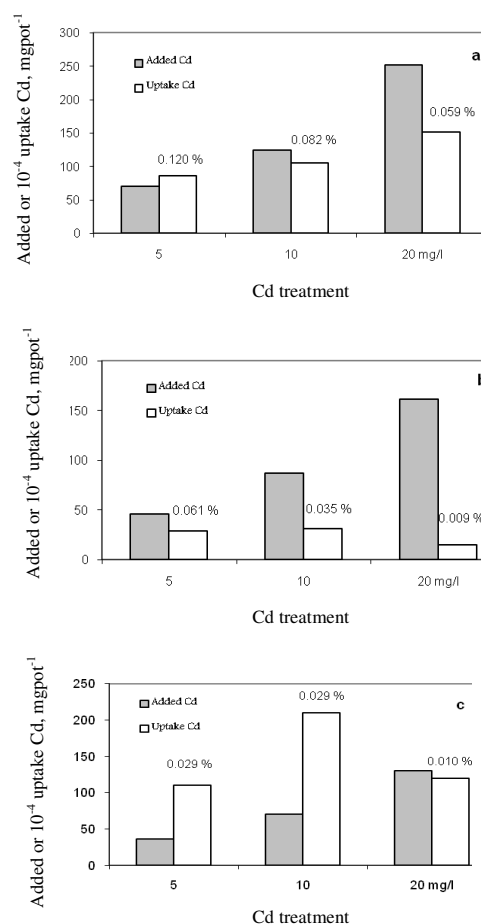 300
250
200
150
100
50
0
Added or 10⁻⁴ uptake Cd, mgpot⁻¹
Added Cd
Uptake Cd
a
0.120 %
0.082 %
0.059 %
5
10
20 mg/l
Cd treatment
200
150
100
50
0
Added or 10⁻⁴ uptake Cd, mgpot⁻¹
Added Cd
Uptake Cd
b
0.061 %
0.035 %
0.009 %
5
10
20 mg/l
Cd treatment
250
200
150
100
50
0
Added or 10⁻⁴ uptake Cd, mgpot⁻¹
Added Cd
Uptake Cd
c
0.029 %
0.029 %
0.010 %
5
10
20 mg/l
Cd treatment